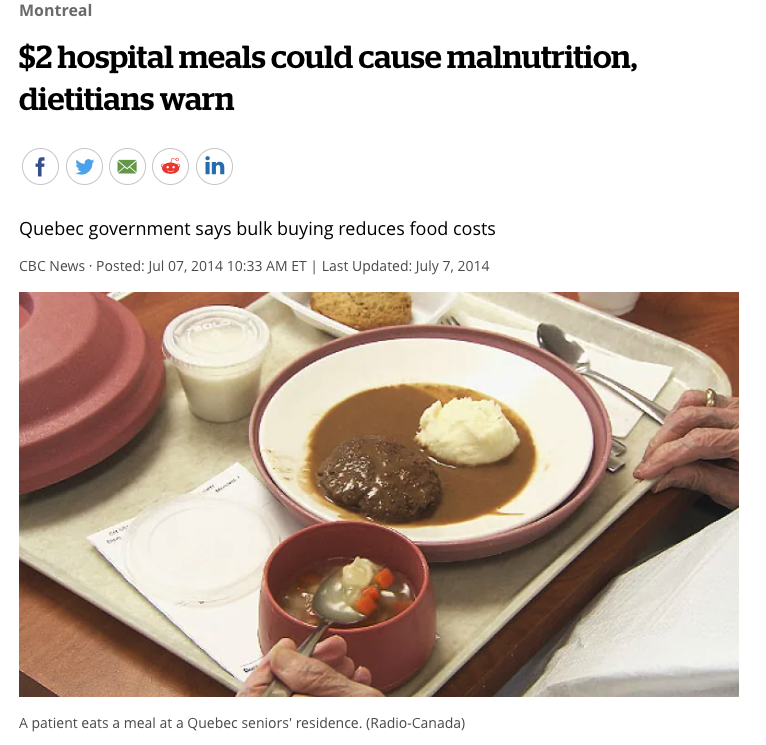 Montreal
$2 hospital meals could cause malnutrition,
dietitians warn
Quebec government says bulk buying reduces food costs
CBC News · Posted: Jul 07, 2014 10:33 AM ET | Last Updated: July 7, 2014
SOLO
A patient eats a meal at a Quebec seniors' residence. (Radio-Canada)